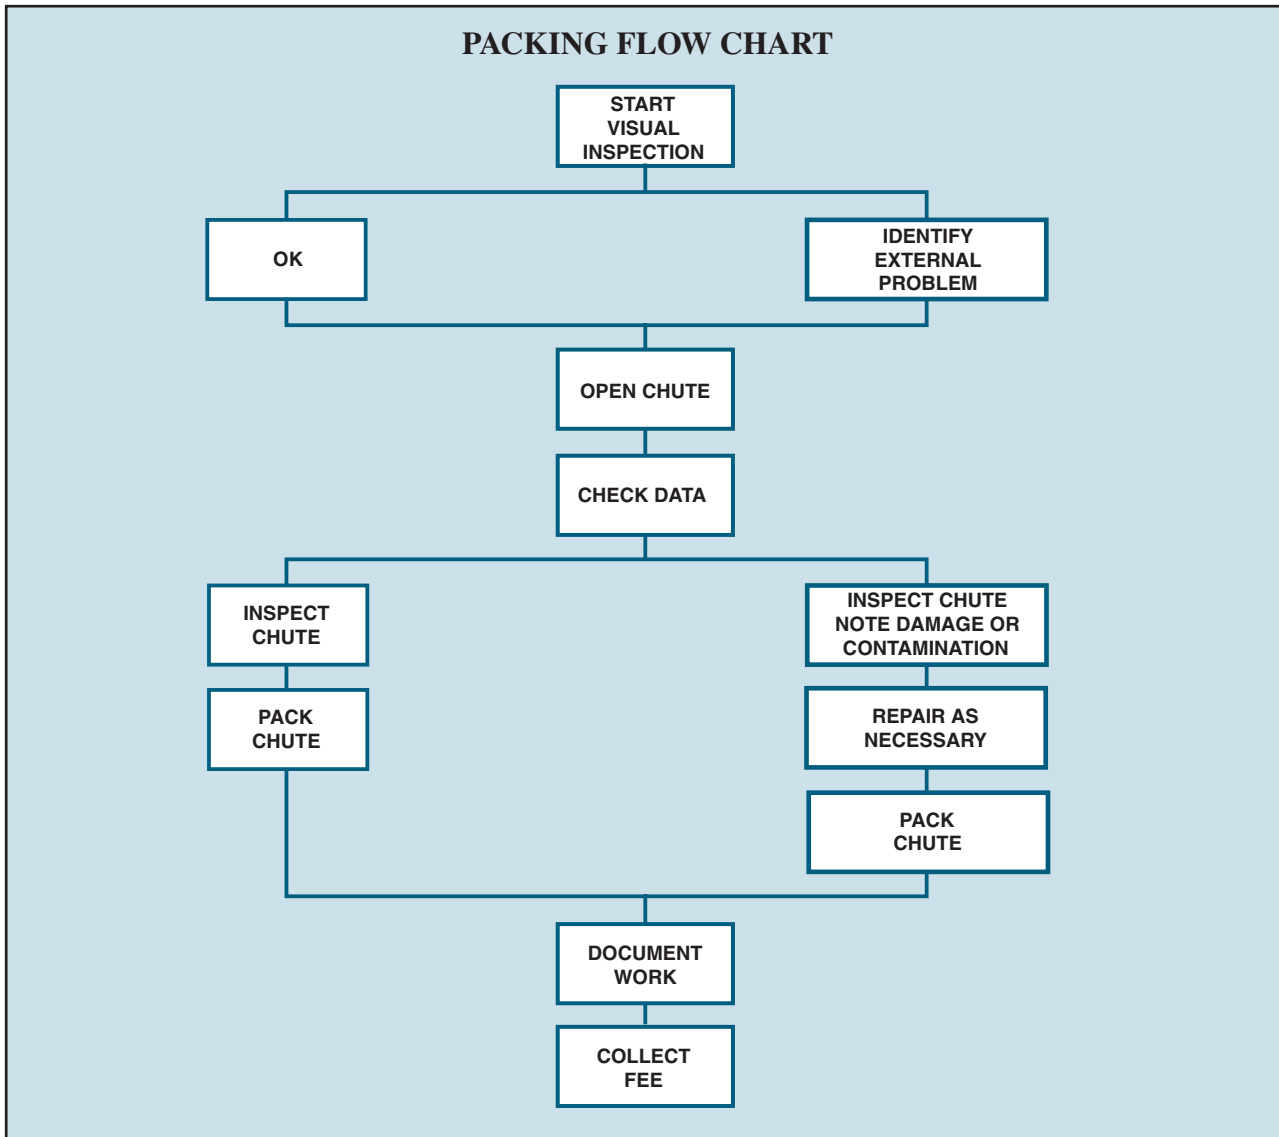 PACKING FLOW CHART
START
VISUAL
INSPECTION
OK
IDENTIFY
EXTERNAL
PROBLEM
OPEN CHUTE
CHECK DATA
INSPECT
CHUTE
INSPECT CHUTE
NOTE DAMAGE OR
CONTAMINATION
PACK
CHUTE
REPAIR AS
NECESSARY
PACK
CHUTE
DOCUMENT
WORK
COLLECT
FEE